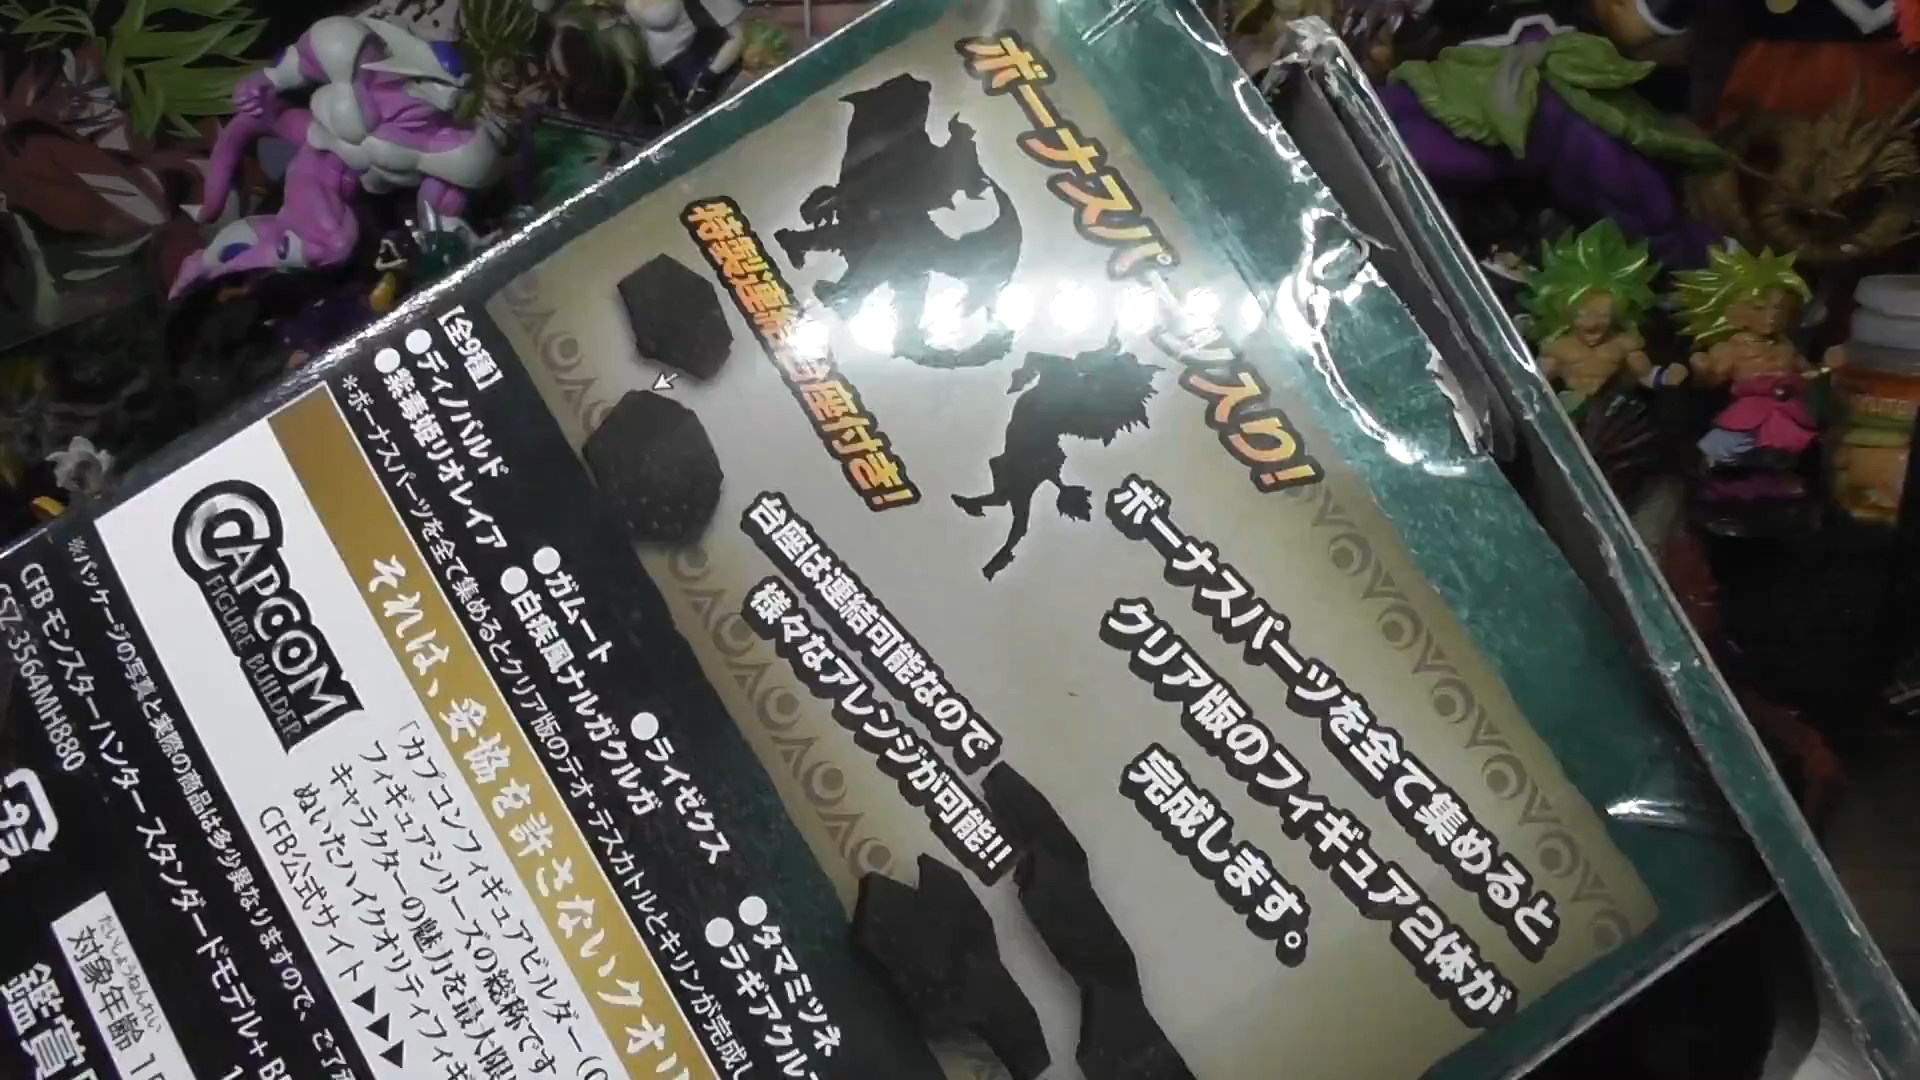 ボーナスパーツ入り!
特製連結台座付き!
ボーナスパーツを全て集めると
クリア版のフィギュア2体が
完成します。
台座は連結可能なので
様々なアレンジが可能!!
【全9種】
●ディノバルド ●ガムート ●ライゼクス ●タマミツネ
●紫毒姫リオレイア ●白疾風ナルガクルガ ●ラギアクル
※ボーナスパーツを全て集めるとクリア版のテオ・テスカトルとキリンが完成し
それは、妥協を許さないクオリ
CAPCOM
FIGURE BUILDER
「カプコンフィギュアビルダー(C
フィギュアシリーズの総称です
キャラクターの魅力を最大限
ぬいたハイクオリティフィギ
CFB公式サイト▶▶▶
※パッケージの写真と実際の商品は多少異なりますので、ご了
CFB モンスターハンター スタンダードモデル+
CSZ-3564MH880
プラ
たいしょうねんれい
対象年齢 15
鑑賞